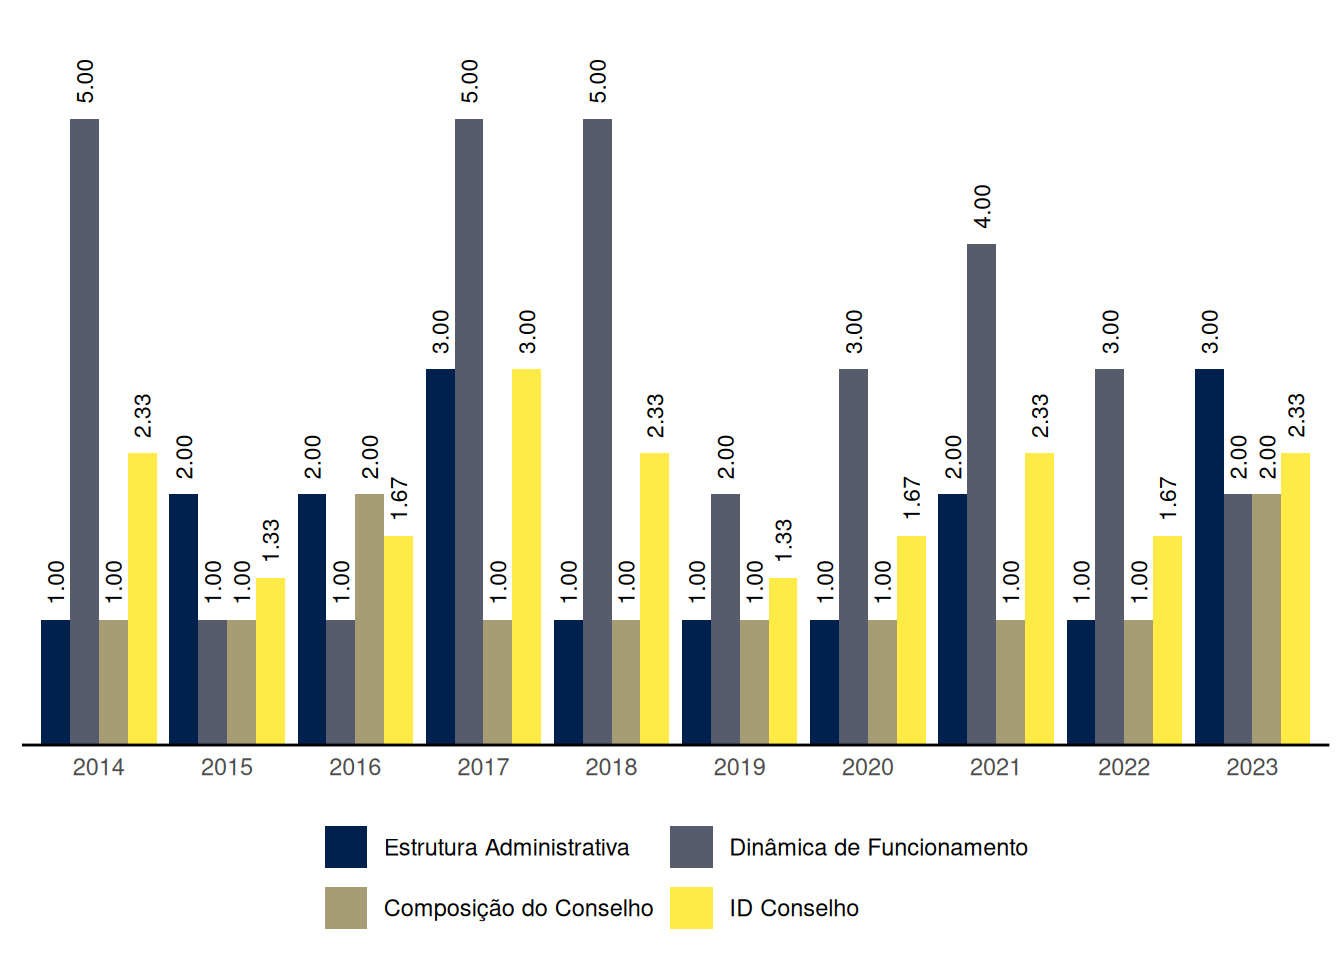 5.00 5.00 5.00
4.00
3.00 3.00 3.00 3.00 3.00
2.33 2.33 2.33 2.33
2.00 2.00 2.00 2.00 2.00 2.00 2.00
1.67 1.67 1.67
1.33 1.33
1.00 1.00 1.00 1.00 1.00 1.00 1.00 1.00 1.00 1.00 1.00 1.00 1.00 1.00
2014 2015 2016 2017 2018 2019 2020 2021 2022 2023
Estrutura Administrativa Dinâmica de Funcionamento
Composição do Conselho ID Conselho